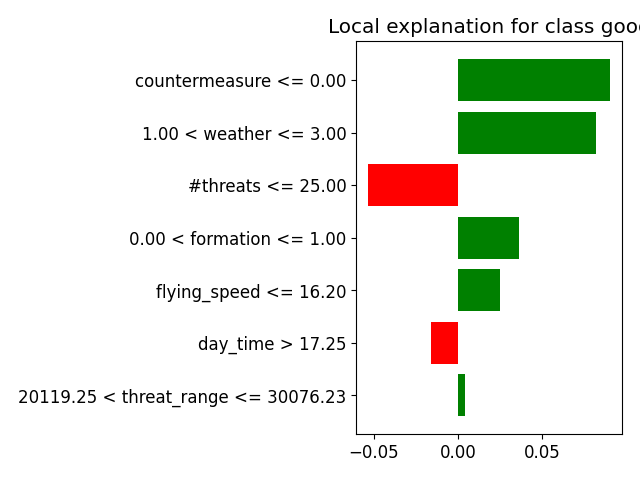 Local explanation for class good
countermeasure <= 0.00
1.00 < weather <= 3.00
#threats <= 25.00
0.00 < formation <= 1.00
flying_speed <= 16.20
day_time > 17.25
20119.25 < threat_range <= 30076.23
−0.05 0.00 0.05